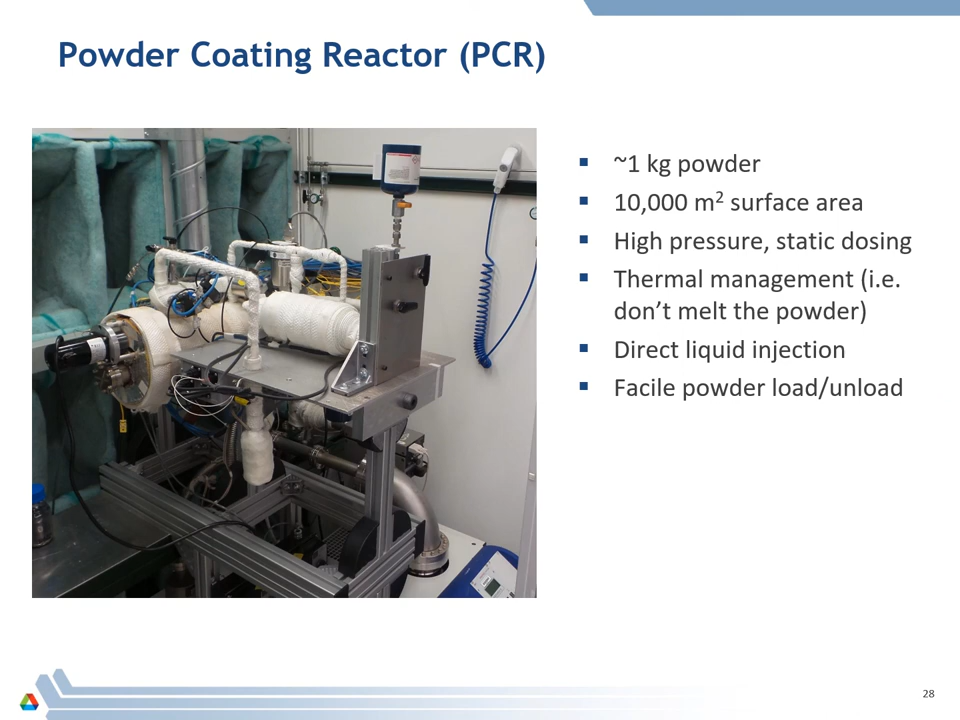 Powder Coating Reactor (PCR)
▪ ~1 kg powder
▪ 10,000 m² surface area
▪ High pressure, static dosing
▪ Thermal management (i.e.
don’t melt the powder)
▪ Direct liquid injection
▪ Facile powder load/unload
28